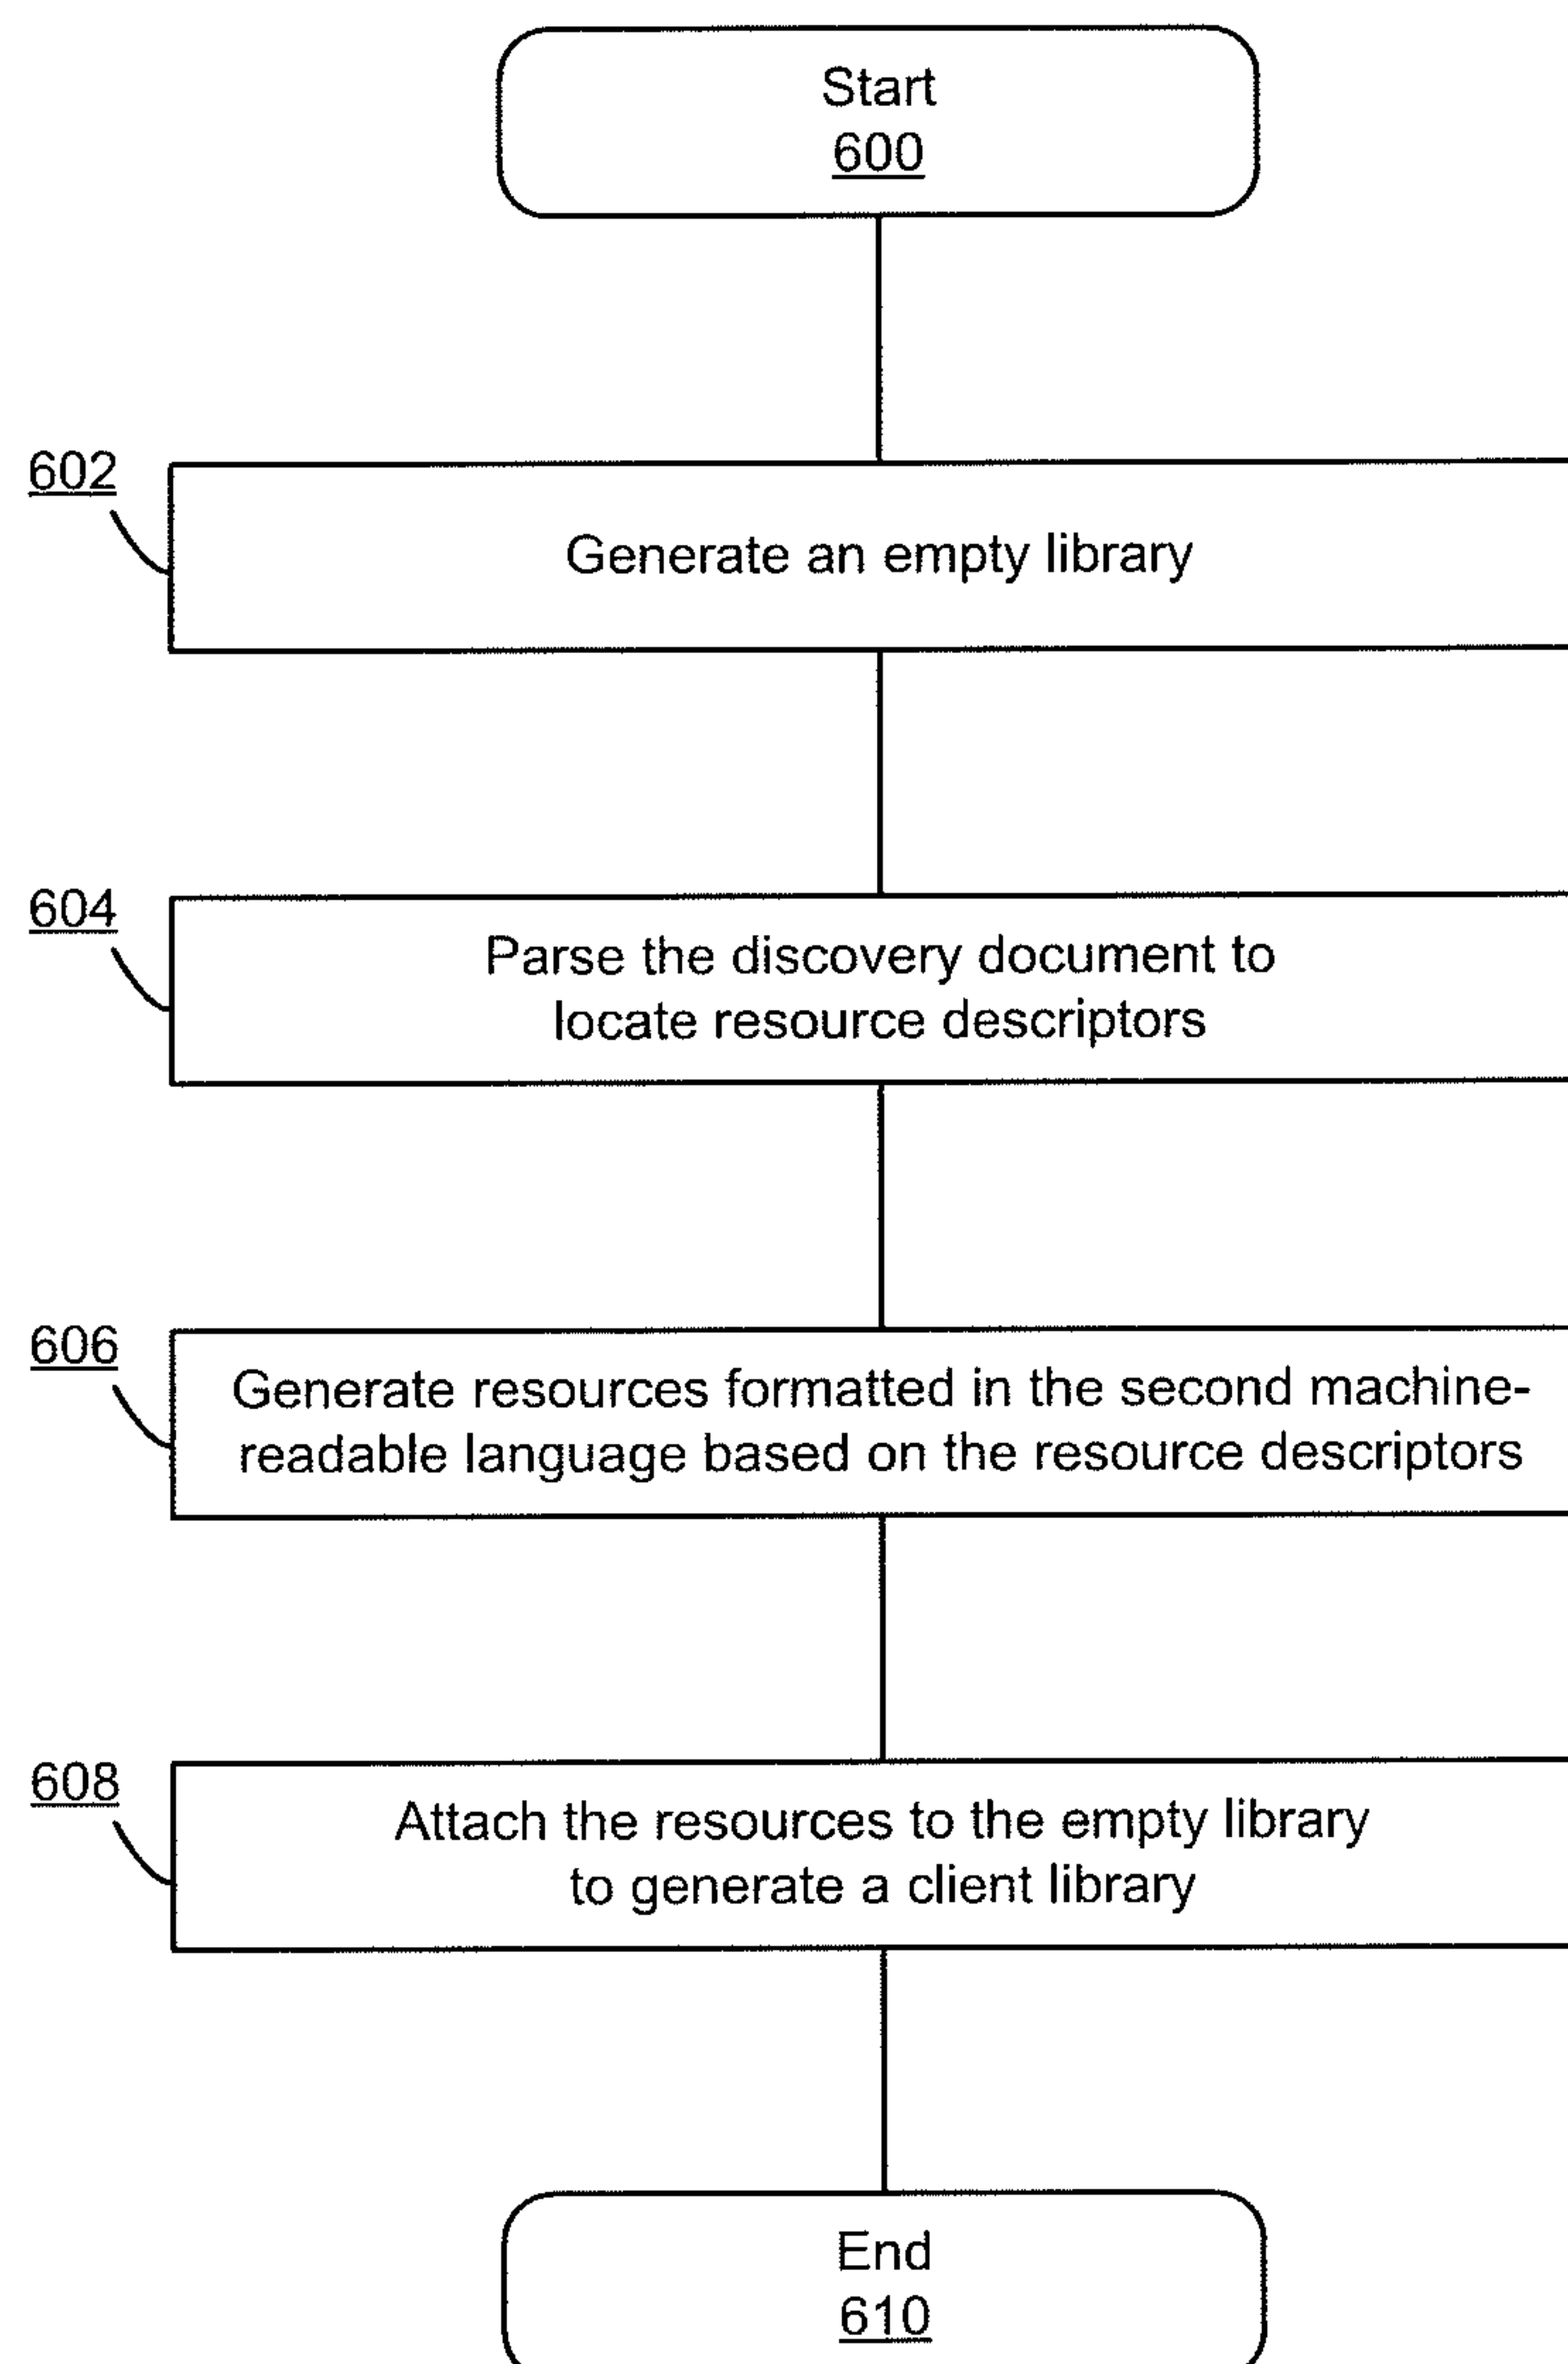 Start
600
602
Generate an empty library
604
Parse the discovery document to
locate resource descriptors
606
Generate resources formatted in the second machine-
readable language based on the resource descriptors
608
Attach the resources to the empty library
to generate a client library
End
610